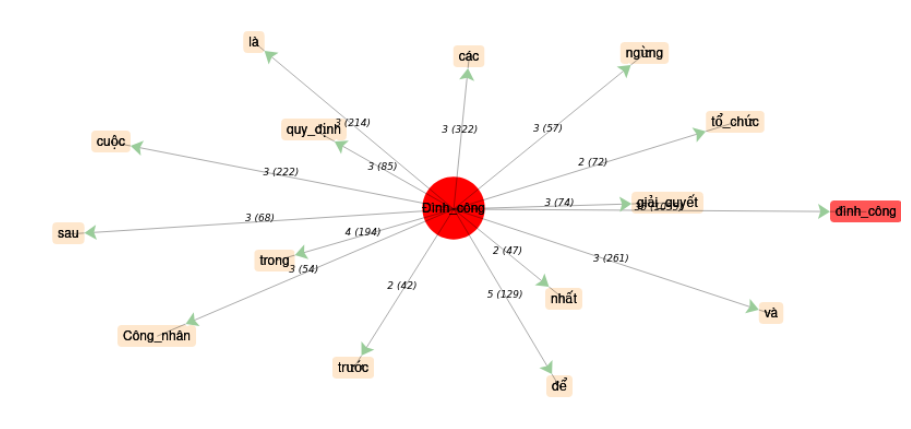 là
các
ngừng
3 (214)
3 (322)
3 (57)
tổ_chức
quy_định
cuộc
2 (72)
3 (85)
3 (222)
3 (74)
giải_quyết
Đình_công
đình_công
3 (68)
sau
4 (194)
trong
2 (47)
3 (261)
3 (54)
2 (42)
5 (129)
nhất
và
Công_nhân
trước
để